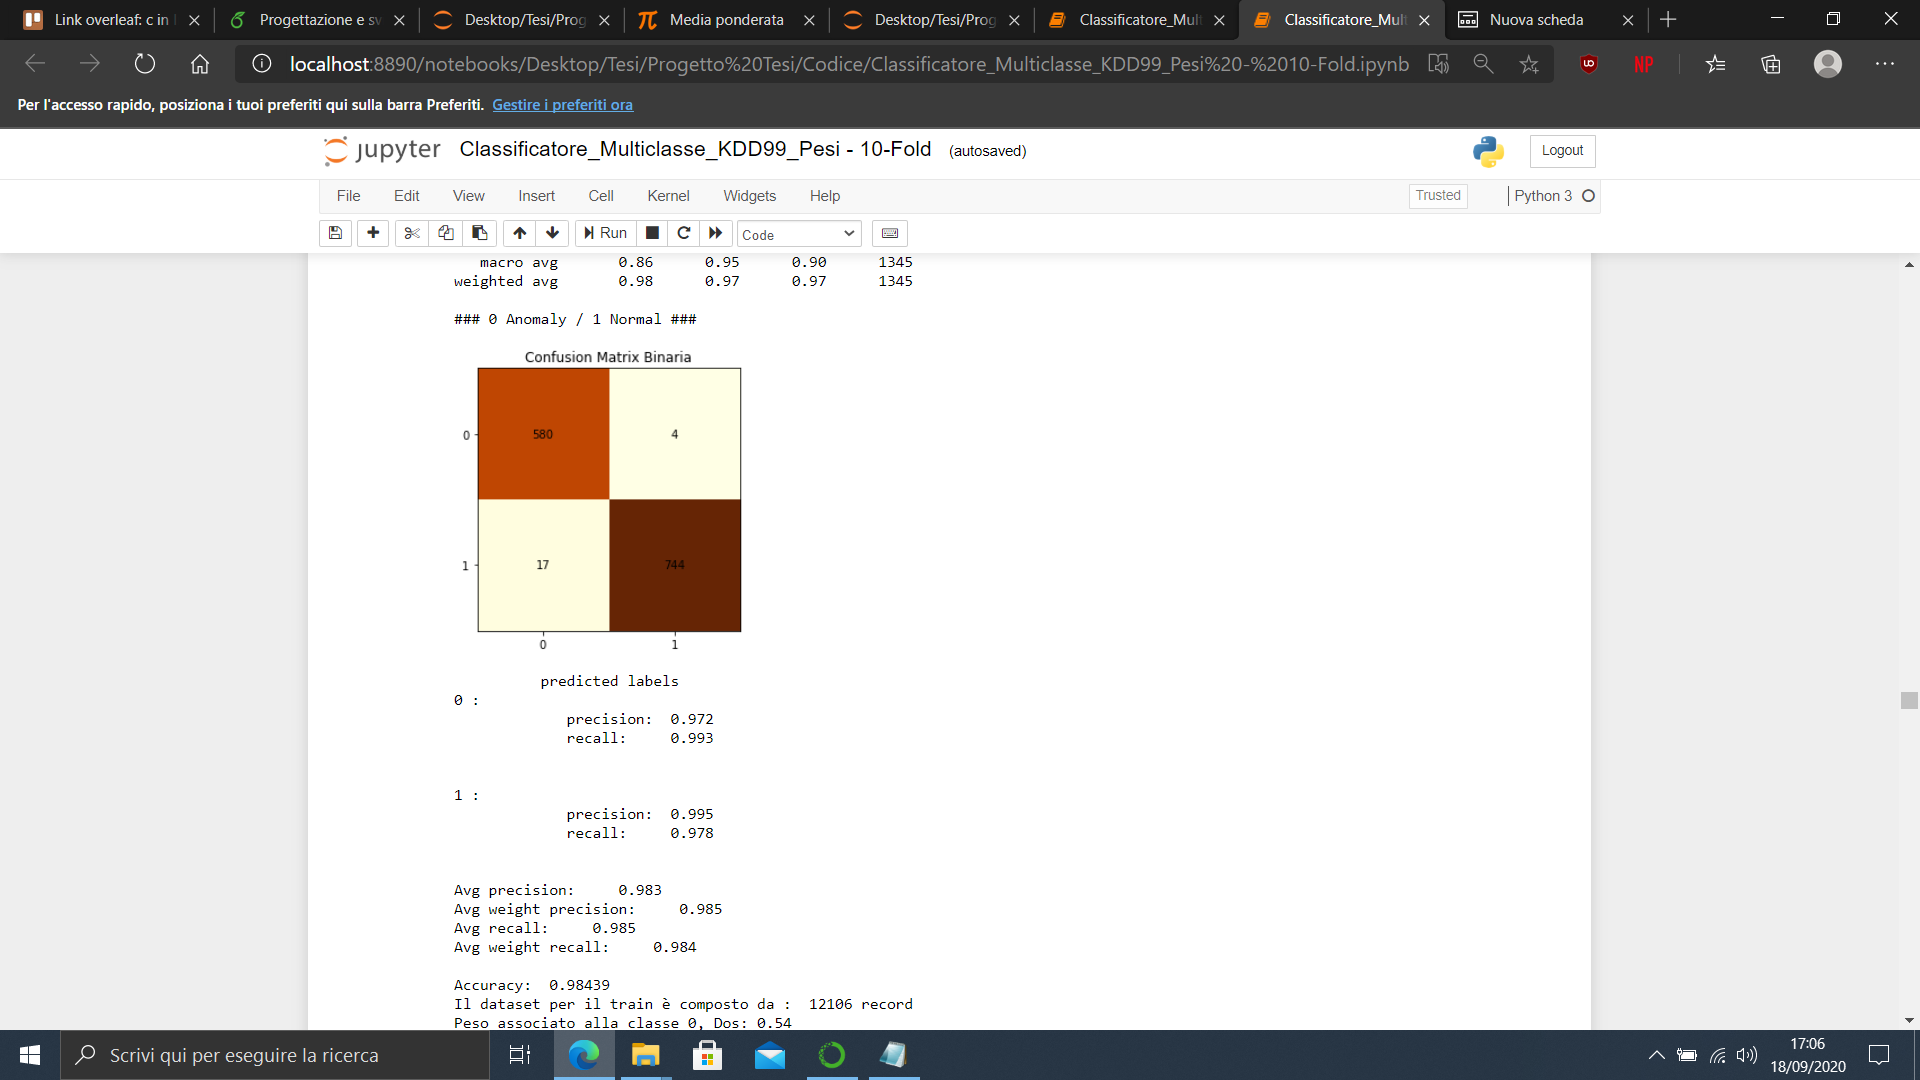 Link overleaf: c in
Progettazione e sv
Desktop/Tesi/Prog
Media ponderata
Desktop/Tesi/Prog
Classificatore_Mult
Classificatore_Mult
Nuova scheda
localhost:8890/notebooks/Desktop/Tesi/Progetto%20Tesi/Codice/Classificatore_Multiclasse_KDD99_Pesi%20-%2010-Fold.ipynb
NP
Per l'accesso rapido, posiziona i tuoi preferiti qui sulla barra Preferiti. Gestire i preferiti ora
jupyter Classificatore_Multiclasse_KDD99_Pesi - 10-Fold (autosaved)
Logout
File Edit View Insert Cell Kernel Widgets Help
Trusted
Python 3
Run
Code
macro avg 0.86 0.95 0.90 1345
weighted avg 0.98 0.97 0.97 1345
### 0 Anomaly / 1 Normal ###
Confusion Matrix Binaria
0 580 4
1 17 744
0 1
predicted labels
0 :
precision: 0.972
recall: 0.993
1 :
precision: 0.995
recall: 0.978
Avg precision: 0.983
Avg weight precision: 0.985
Avg recall: 0.985
Avg weight recall: 0.984
Accuracy: 0.98439
Il dataset per il train è composto da : 12106 record
Peso associato alla classe 0, Dos: 0.54
Scrivi qui per eseguire la ricerca
17:06
18/09/2020